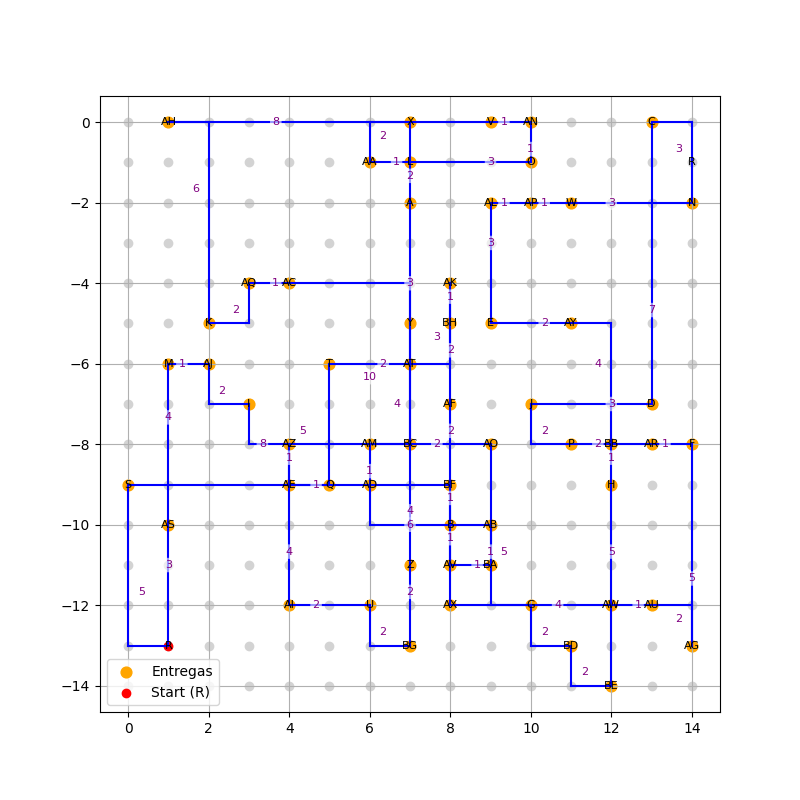 0
AH 8 X V 1 AN C
2 1 3
AA 1 L 3 O R
2
6
−2 A AL 1 AP 1 W 3 N
3
−4 AO 1 AC 3 AK
1
2 7
K Y BH E 2 AY
3
2
−6 M 1 AJ T 2 AT 4
10
2
I 4 AF 3 D
4
5 2 2
−8 8 AZ AM BC 2 AQ P 2 BB AR 1 F
1 1 1
S AE 1 Q AD BF H
1
4
−10 AS 6 B AB
1
3 4 Z AV 1 BA 1 5 5
5 2 5
−12 AI 2 U AX G 4 AW 1 AU
2 2 2
R BG BD AG
Entregas
2
Start (R)
−14 BE
0 2 4 6 8 10 12 14